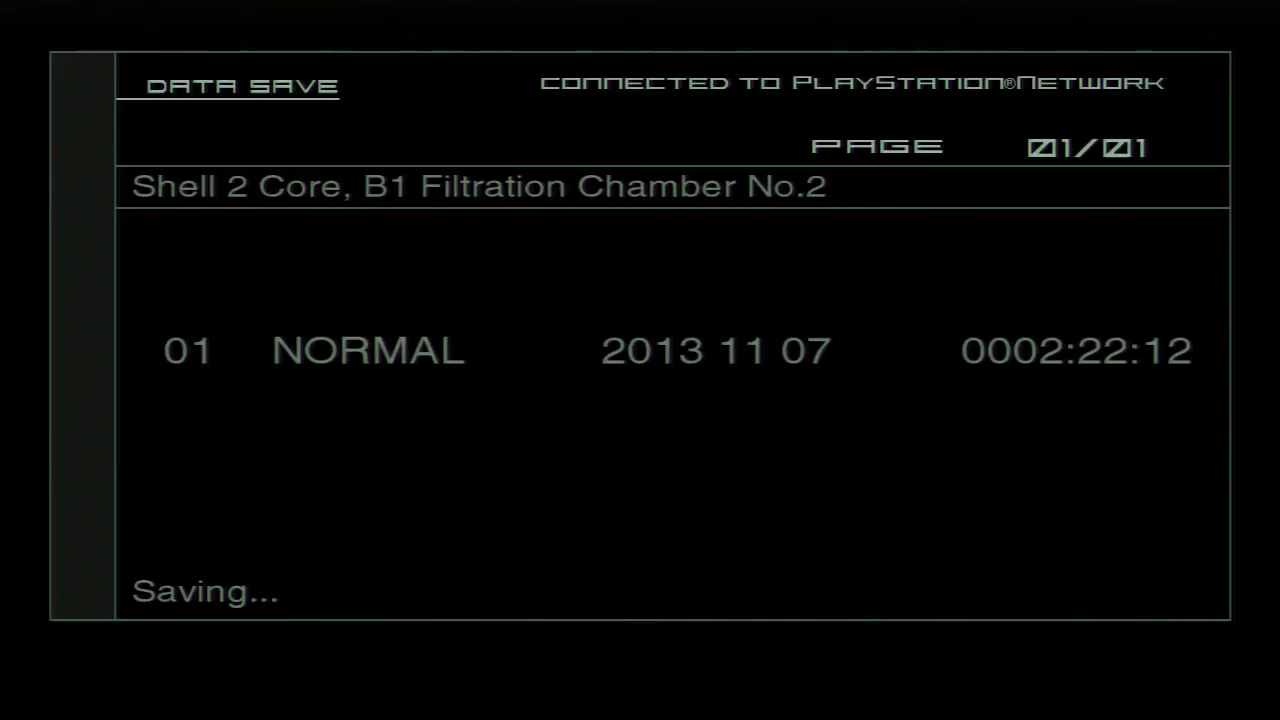 DATA SAVE
CONNECTED TO PLAYSTATION®NETWORK
PAGE 01/01
Shell 2 Core, B1 Filtration Chamber No.2
01 NORMAL 2013 11 07 0002:22:12
Saving...